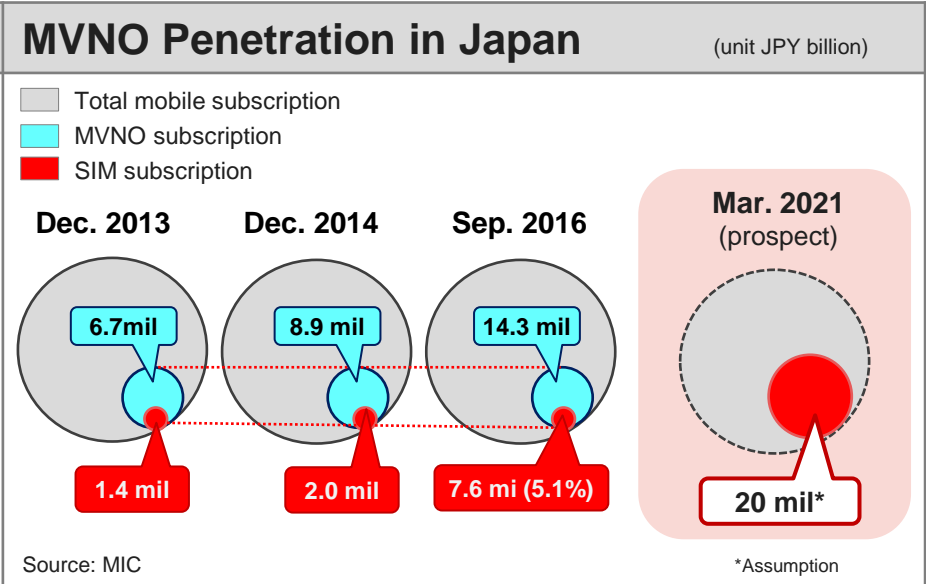 MVNO Penetration in Japan
(unit JPY billion)
Total mobile subscription
MVNO subscription
SIM subscription
Dec. 2013
Dec. 2014
Sep. 2016
Mar. 2021
(prospect)
6.7mil
8.9 mil
14.3 mil
1.4 mil
2.0 mil
7.6 mi (5.1%)
20 mil*
Source: MIC
*Assumption